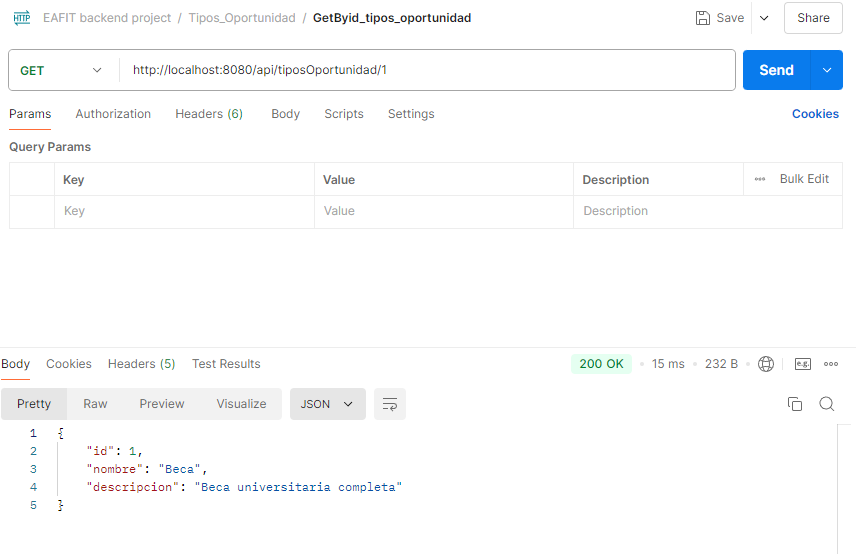 HTTP EAFIT backend project / Tipos_Oportunidad / GetByid_tipos_oportunidad Save Share
GET http://localhost:8080/api/tiposOportunidad/1 Send
Params Authorization Headers (6) Body Scripts Settings Cookies
Query Params
Key Value Description Bulk Edit
Key Value Description
Body Cookies Headers (5) Test Results 200 OK 15 ms 232 B e.g.
Pretty Raw Preview Visualize JSON
1 {
2 "id": 1,
3 "nombre": "Beca",
4 "descripcion": "Beca universitaria completa"
5 }